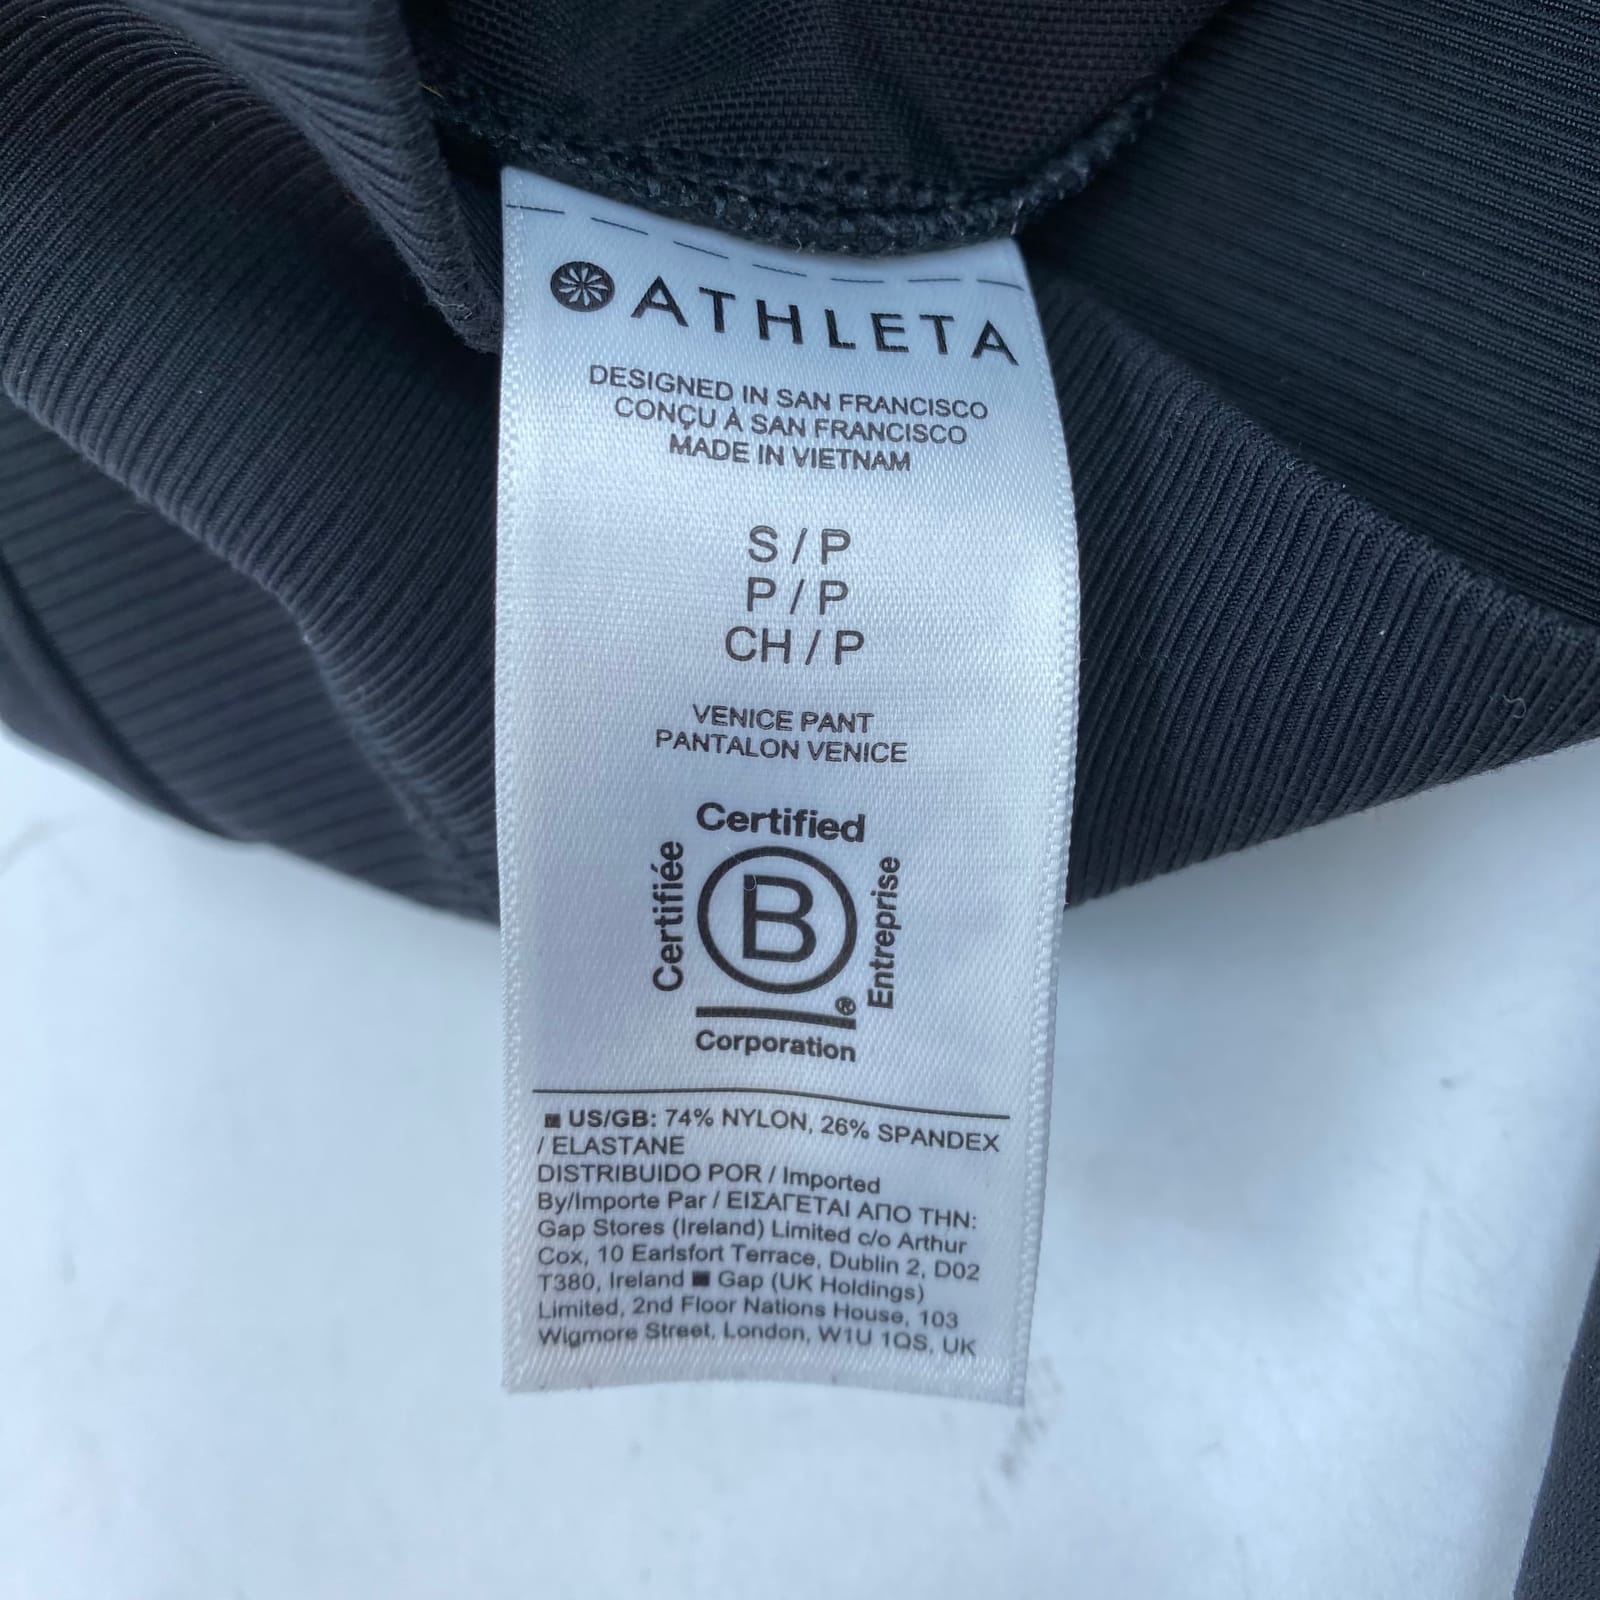 ATHLETA
DESIGNED IN SAN FRANCISCO
CONÇU À SAN FRANCISCO
MADE IN VIETNAM
S / P
P / P
CH / P
VENICE PANT
PANTALON VENICE
Certified
Certifiée
B
Entreprise
®
Corporation
■ US/GB: 74% NYLON, 26% SPANDEX
/ ELASTANE
DISTRIBUIDO POR / Imported
By/Importe Par / ΕΙΣΑΓΕΤΑΙ ΑΠΟ ΤΗΝ:
Gap Stores (Ireland) Limited c/o Arthur
Cox, 10 Earlsfort Terrace, Dublin 2, D02
T380, Ireland ■ Gap (UK Holdings)
Limited, 2nd Floor Nations House, 103
Wigmore Street, London, W1U 1QS, UK